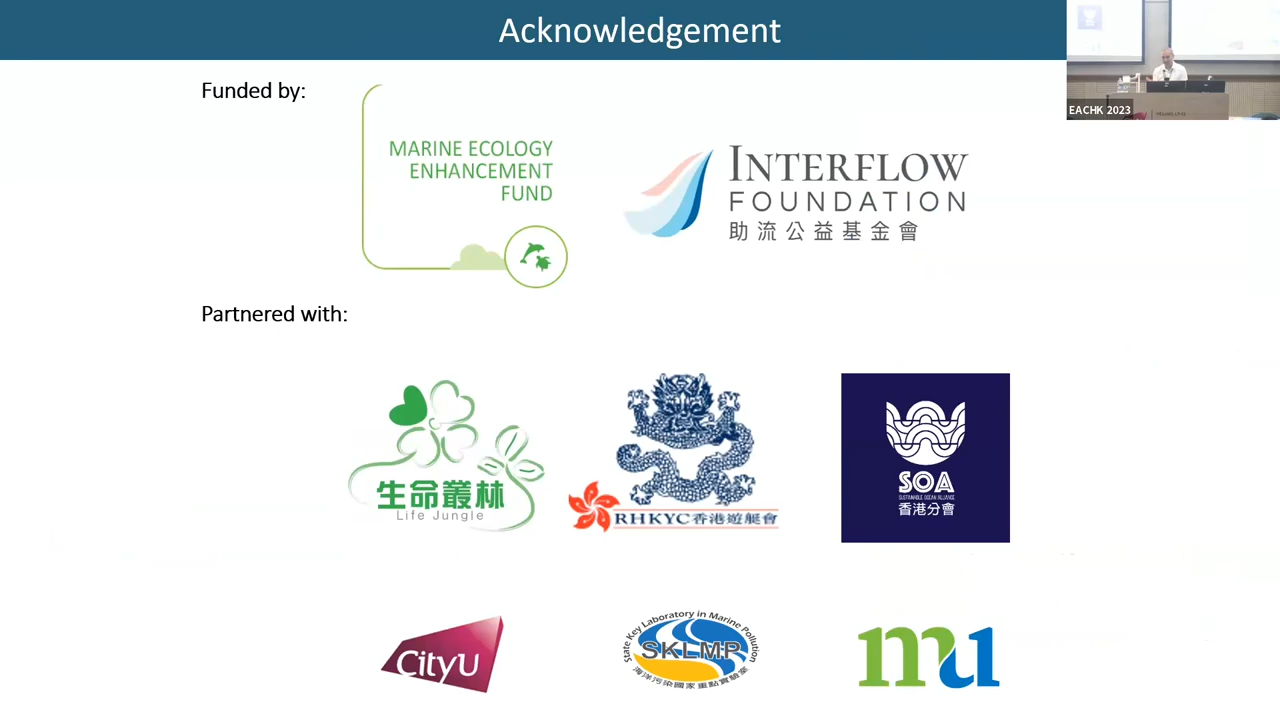 Acknowledgement
EACHK 2023
Funded by:
MARINE ECOLOGY
ENHANCEMENT
FUND
INTERFLOW
FOUNDATION
助流公益基金會
Partnered with:
生命叢林
Life Jungle
RHKYC香港遊艇會
SOA
SUSTAINABLE OCEAN ALLIANCE
香港分會
CityU
State Key Laboratory in Marine Pollution
SKLMP
海洋污染國家重點實驗室
mu